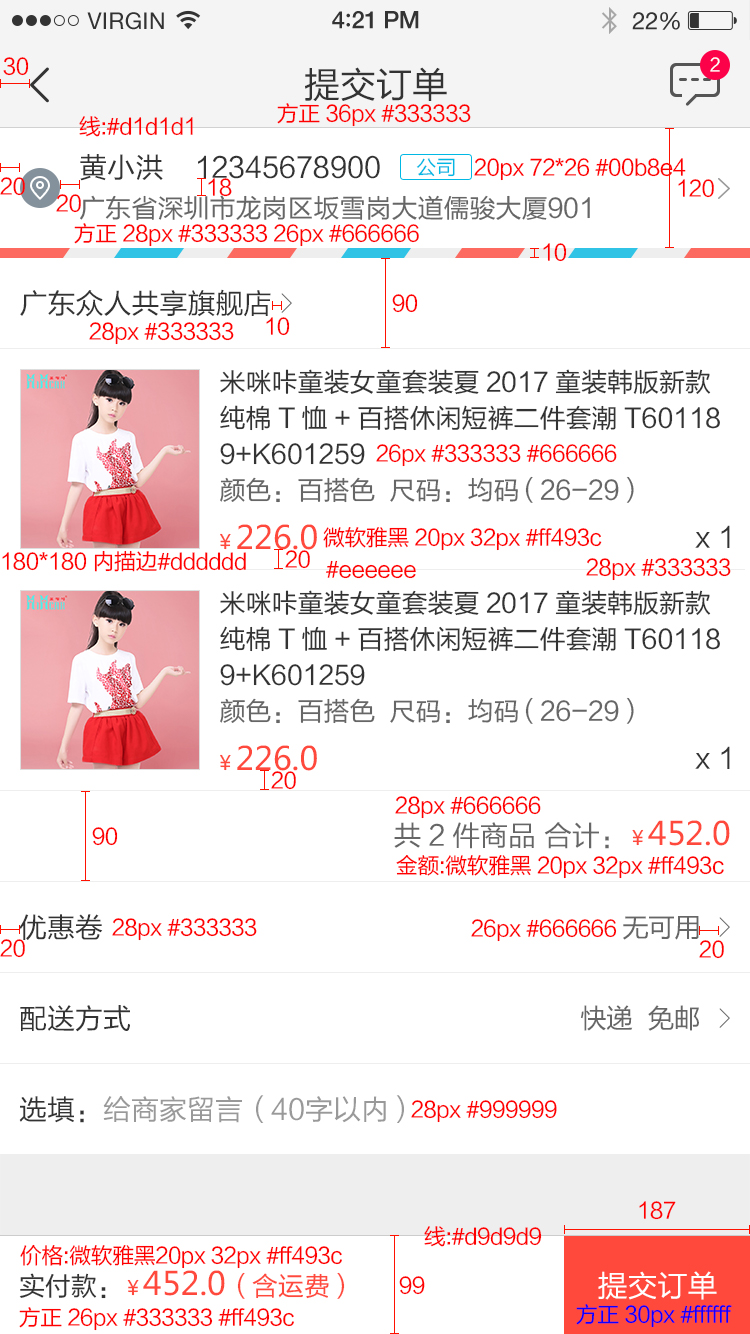 VIRGIN 4:21 PM 22%
30 提交订单 2
方正 36px #333333
线:#d1d1d1
黄小洪 12345678900 公司 20px 72*26 #00b8e4
20 20 18 120
广东省深圳市龙岗区坂雪岗大道儒骏大厦901
方正 28px #333333 26px #666666
10
广东众人共享旗舰店 90
28px #333333 10
米咪咔童装女童套装夏 2017 童装韩版新款
纯棉 T 恤 + 百搭休闲短裤二件套潮 T60118
9+K601259 26px #333333 #666666
颜色：百搭色 尺码：均码（26-29）
￥226.0 微软雅黑 20px 32px #ff493c x 1
180*180 内描边#dddddd 20 #eeeeee 28px #333333
米咪咔童装女童套装夏 2017 童装韩版新款
纯棉 T 恤 + 百搭休闲短裤二件套潮 T60118
9+K601259
颜色：百搭色 尺码：均码（26-29）
￥226.0 x 1
20
28px #666666
90 共 2 件商品 合计：￥452.0
金额:微软雅黑 20px 32px #ff493c
优惠卷 28px #333333 26px #666666 无可用
20 20
配送方式 快递 免邮
选填：给商家留言（40字以内）28px #999999
187
线:#d9d9d9
价格:微软雅黑20px 32px #ff493c
实付款：￥452.0（含运费） 99 提交订单
方正 26px #333333 #ff493c 方正 30px #ffffff